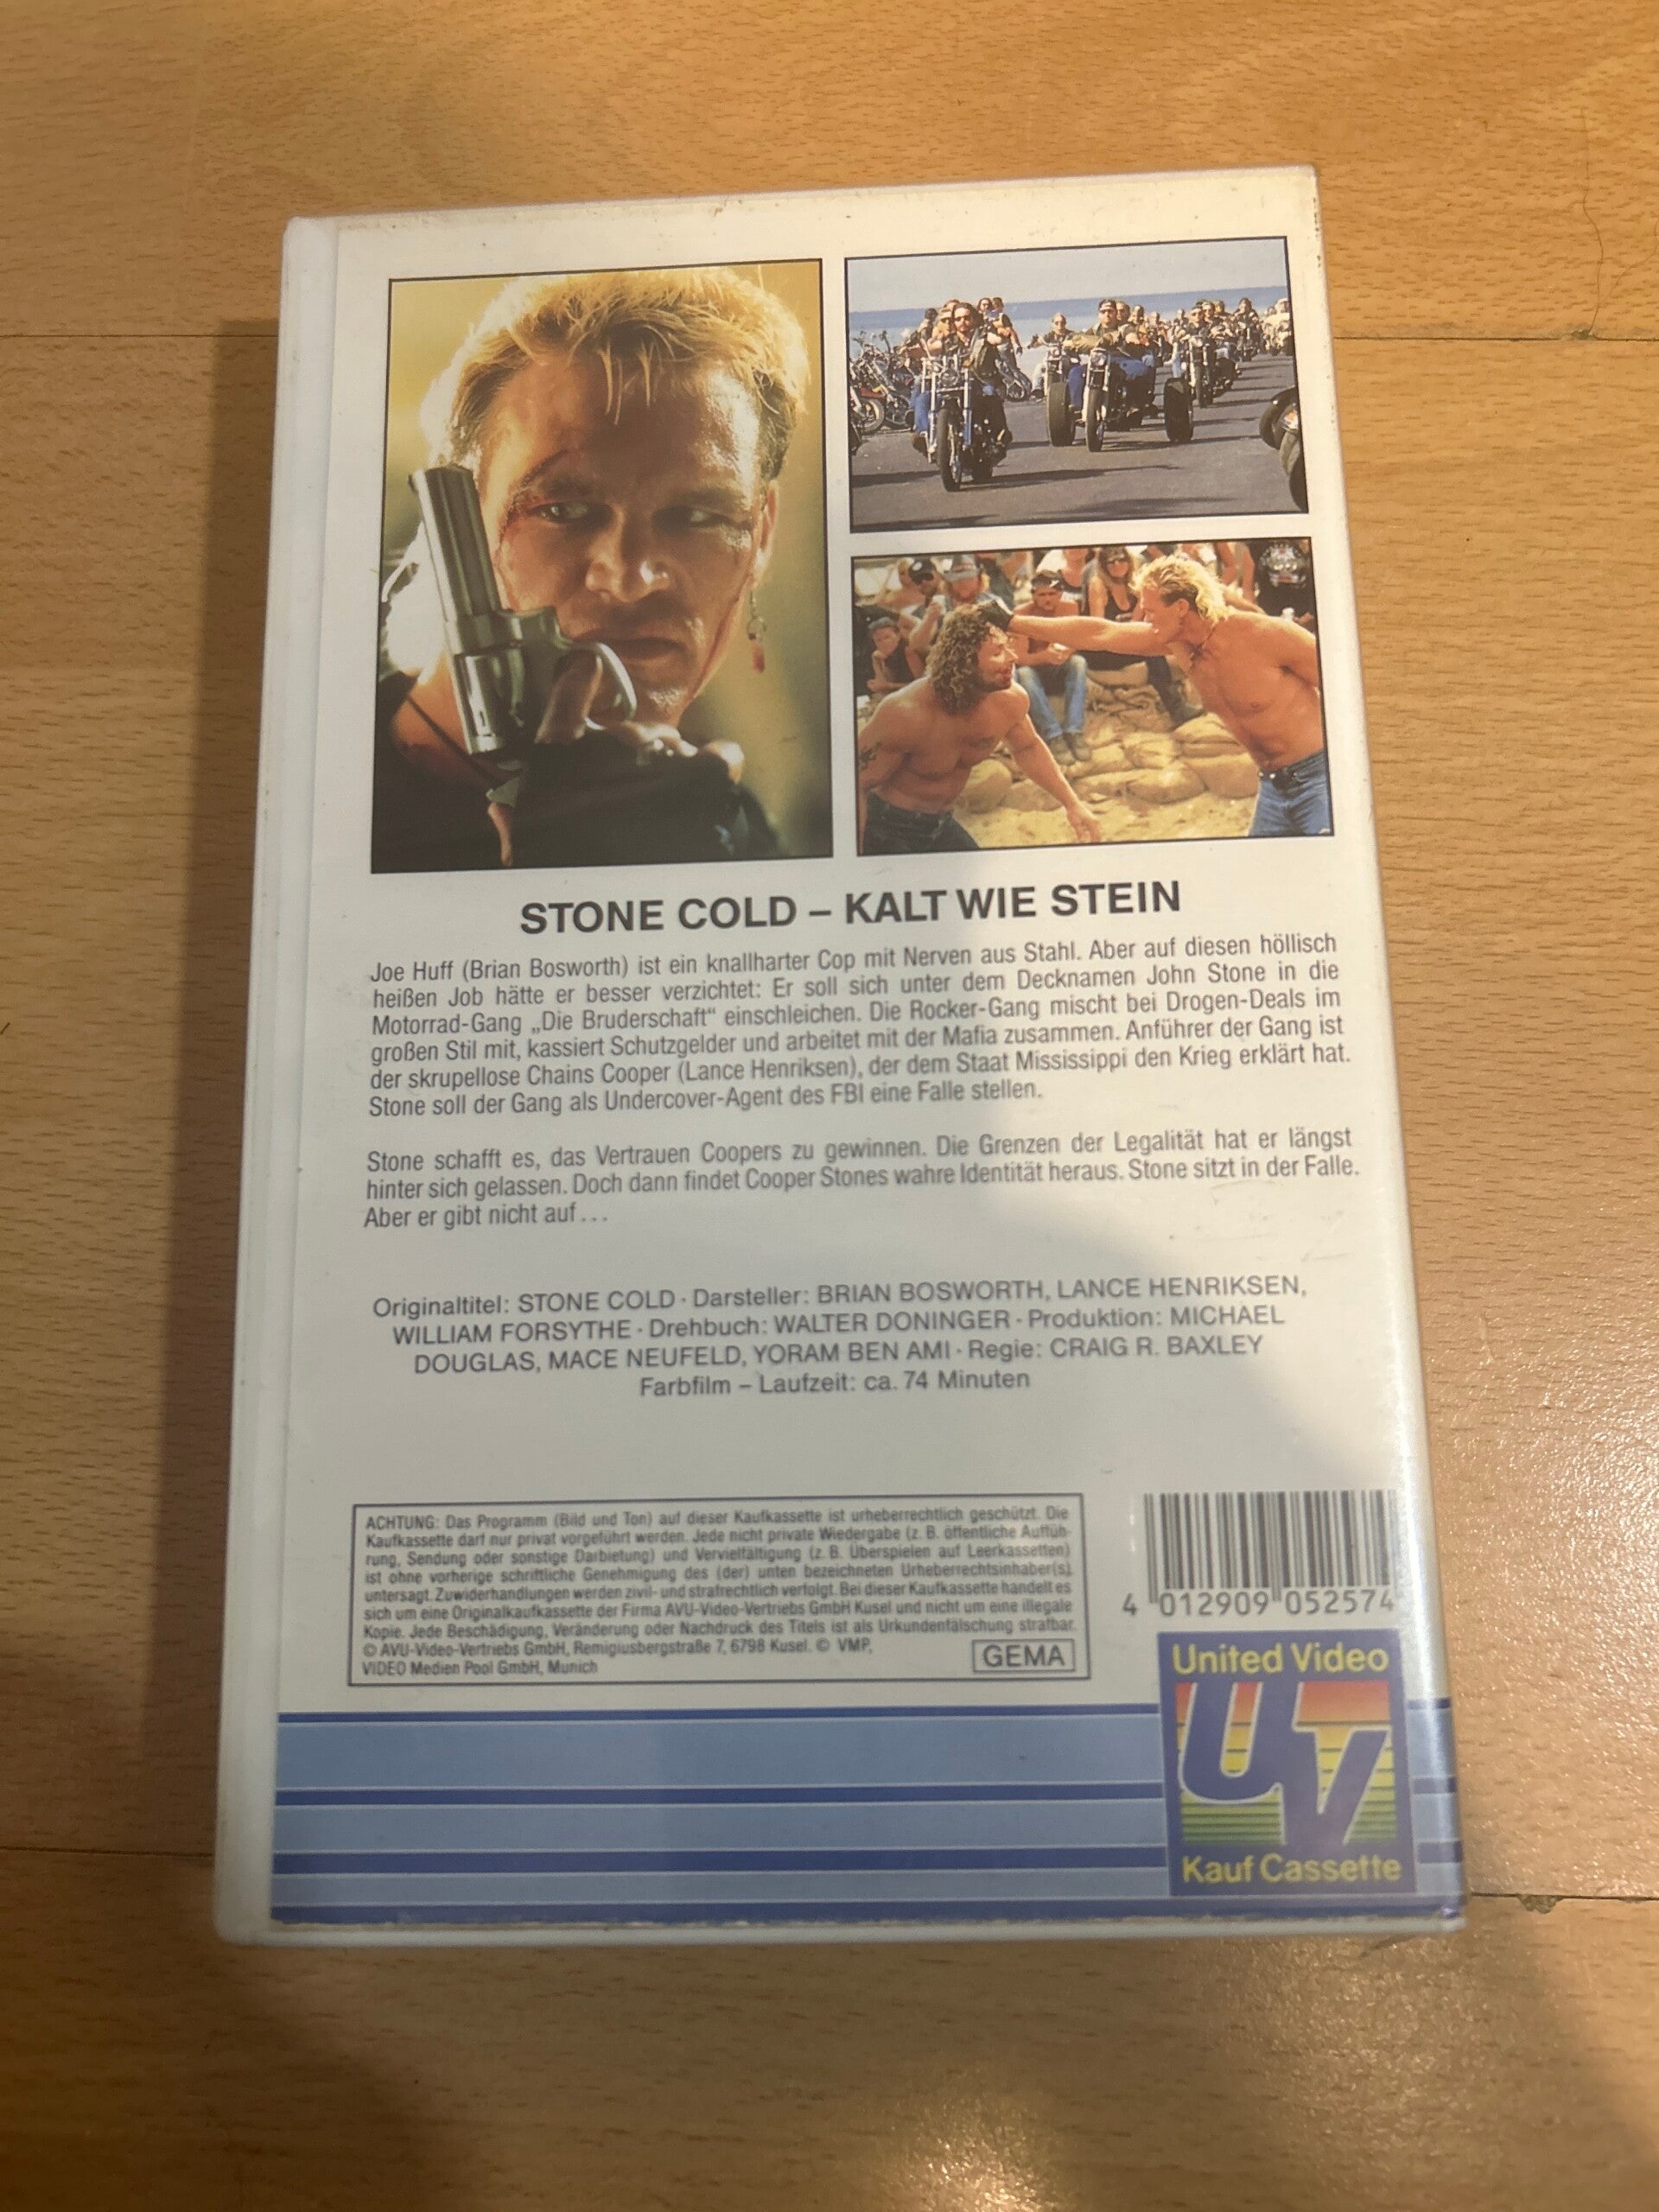 STONE COLD – KALT WIE STEIN
Joe Huff (Brian Bosworth) ist ein knallharter Cop mit Nerven aus Stahl. Aber auf diesen höllisch
heißen Job hätte er besser verzichtet: Er soll sich unter dem Decknamen John Stone in die
Motorrad-Gang „Die Bruderschaft“ einschleichen. Die Rocker-Gang mischt bei Drogen-Deals im
großen Stil mit, kassiert Schutzgelder und arbeitet mit der Mafia zusammen. Anführer der Gang ist
der skrupellose Chains Cooper (Lance Henriksen), der dem Staat Mississippi den Krieg erklärt hat.
Stone soll der Gang als Undercover-Agent des FBI eine Falle stellen.
Stone schafft es, das Vertrauen Coopers zu gewinnen. Die Grenzen der Legalität hat er längst
hinter sich gelassen. Doch dann findet Cooper Stones wahre Identität heraus. Stone sitzt in der Falle.
Aber er gibt nicht auf...
Originaltitel: STONE COLD · Darsteller: BRIAN BOSWORTH, LANCE HENRIKSEN,
WILLIAM FORSYTHE · Drehbuch: WALTER DONINGER · Produktion: MICHAEL
DOUGLAS, MACE NEUFELD, YORAM BEN AMI · Regie: CRAIG R. BAXLEY
Farbfilm – Laufzeit: ca. 74 Minuten
ACHTUNG: Das Programm (Bild und Ton) auf dieser Kaufkassette ist urheberrechtlich geschützt. Die
Kaufkassette darf nur privat vorgeführt werden. Jede nicht private Wiedergabe (z. B. öffentliche Auffüh-
rung, Sendung oder sonstige Darbietung) und Vervielfältigung (z. B. Überspielen auf Leerkassetten)
ist ohne vorherige schriftliche Genehmigung des (der) unten bezeichneten Urheberrechtsinhaber(s)
untersagt. Zuwiderhandlungen werden zivil- und strafrechtlich verfolgt. Bei dieser Kaufkassette handelt es
sich um eine Originalkaufkassette der Firma AVU-Video-Vertriebs GmbH Kusel und nicht um eine illegale
Kopie. Jede Beschädigung, Veränderung oder Nachdruck des Titels ist als Urkundenfälschung strafbar.
© AVU-Video-Vertriebs GmbH, Remigiusbergstraße 7, 6798 Kusel. © VMP,
VIDEO Medien Pool GmbH, Munich
GEMA
4 012909 052574
United Video
UV
Kauf Cassette